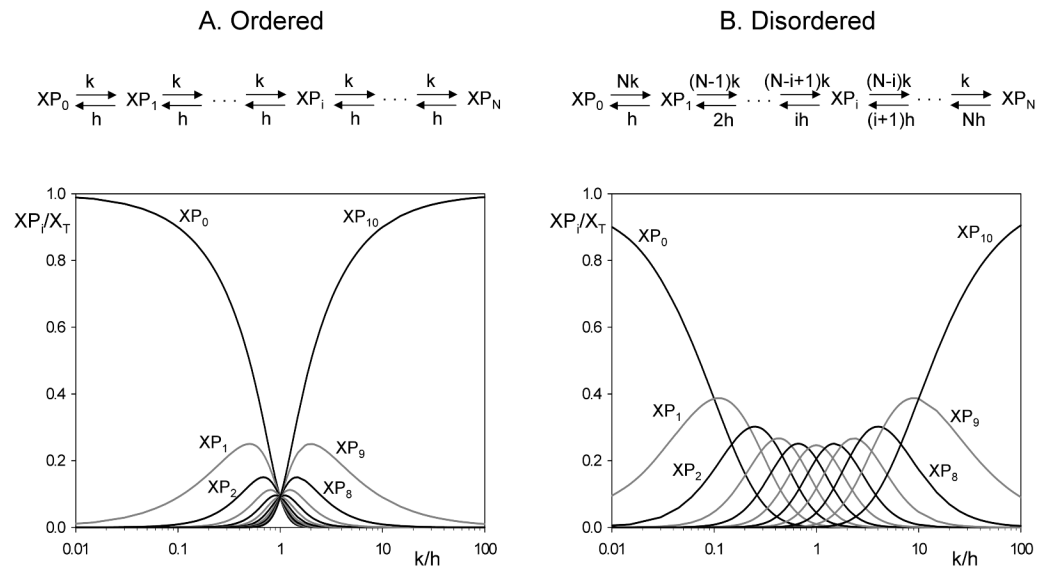 A. Ordered
B. Disordered
k k k k k
XP0 XP1 · · · XPi · · · XPN
h h h h h
Nk (N-1)k (N-i+1)k (N-i)k k
XP0 XP1 · · · XPi · · · XPN
h 2h ih (i+1)h Nh
1.0
XPi/XT
0.8
0.6
0.4
0.2
0.0
XP0
XP10
XP1
XP9
XP2
XP8
0.01 0.1 1 10 100
k/h
1.0
XPi/XT
0.8
0.6
0.4
0.2
0.0
XP0
XP10
XP1
XP9
XP2
XP8
0.01 0.1 1 10 100
k/h